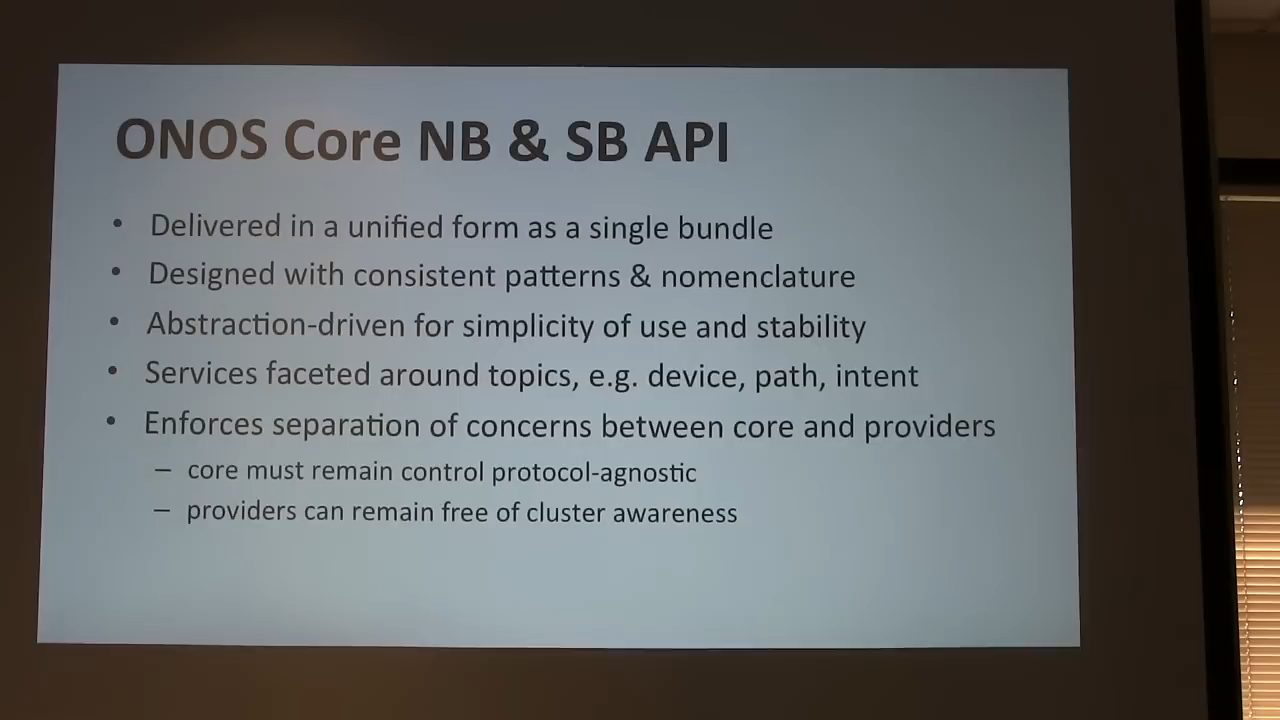 ONOS Core NB & SB API
• Delivered in a unified form as a single bundle
• Designed with consistent patterns & nomenclature
• Abstraction-driven for simplicity of use and stability
• Services faceted around topics, e.g. device, path, intent
• Enforces separation of concerns between core and providers
– core must remain control protocol-agnostic
– providers can remain free of cluster awareness